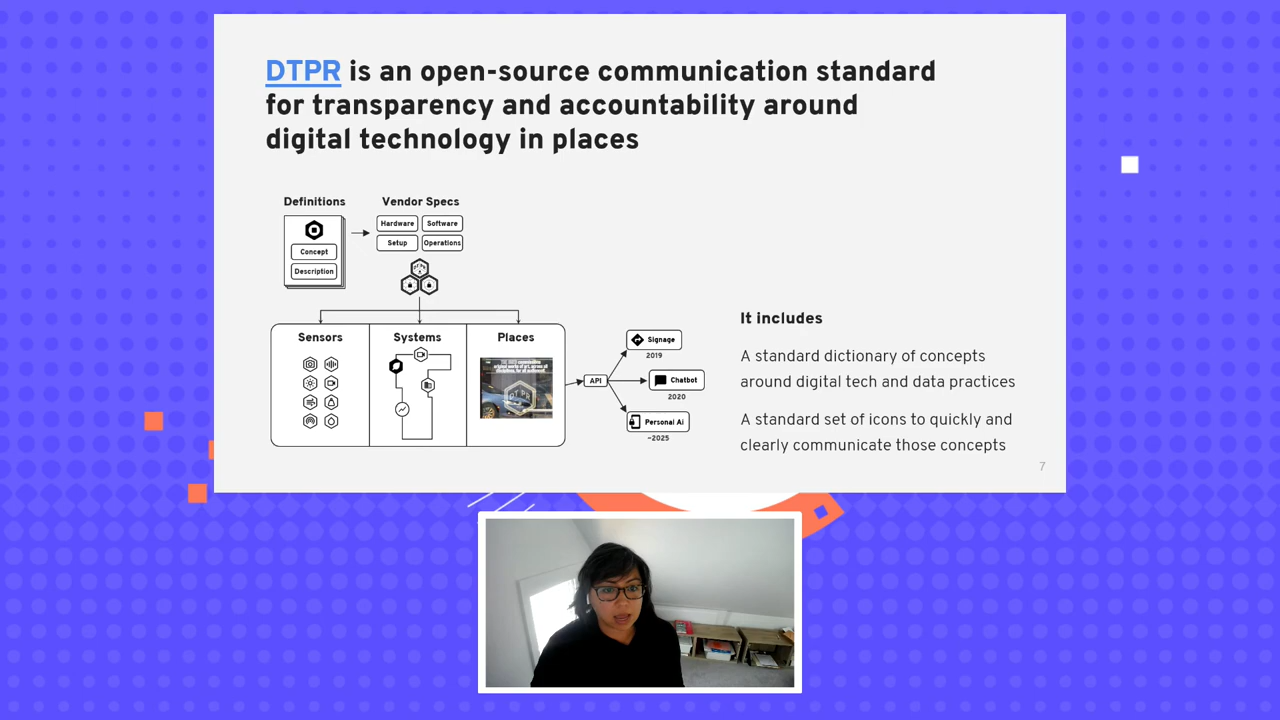 DTPR is an open-source communication standard
for transparency and accountability around
digital technology in places
Definitions
Vendor Specs
Concept
Description
Hardware
Software
Setup
Operations
Sensors
Systems
Places
DTPR
API
Signage
2019
Chatbot
2020
Personal Ai
~2025
It includes
A standard dictionary of concepts
around digital tech and data practices
A standard set of icons to quickly and
clearly communicate those concepts
7